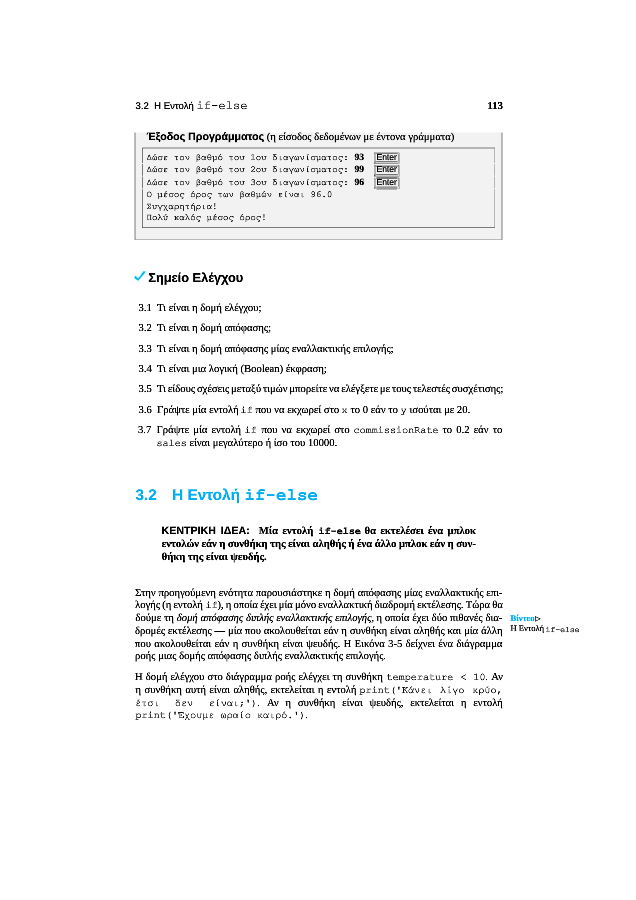 3.2 Η Εντολή if-else 113
Έξοδος Προγράμματος (η είσοδος δεδομένων με έντονα γράμματα)
Δώσε τον βαθμό του 1ου διαγωνίσματος: 93 Enter
Δώσε τον βαθμό του 2ου διαγωνίσματος: 99 Enter
Δώσε τον βαθμό του 3ου διαγωνίσματος: 96 Enter
Ο μέσος όρος των βαθμών είναι 96.0
Συγχαρητήρια!
Πολύ καλός μέσος όρος!
Σημείο Ελέγχου
3.1 Τι είναι η δομή ελέγχου;
3.2 Τι είναι η δομή απόφασης;
3.3 Τι είναι η δομή απόφασης μίας εναλλακτικής επιλογής;
3.4 Τι είναι μια λογική (Boolean) έκφραση;
3.5 Τι είδους σχέσεις μεταξύ τιμών μπορείτε να ελέγξετε με τους τελεστές συσχέτισης;
3.6 Γράψτε μία εντολή if που να εκχωρεί στο x το 0 εάν το y ισούται με 20.
3.7 Γράψτε μία εντολή if που να εκχωρεί στο commissionRate το 0.2 εάν το
sales είναι μεγαλύτερο ή ίσο του 10000.
3.2 Η Εντολή if-else
ΚΕΝΤΡΙΚΗ ΙΔΕΑ: Μία εντολή if-else θα εκτελέσει ένα μπλοκ
εντολών εάν η συνθήκη της είναι αληθής ή ένα άλλο μπλοκ εάν η συν-
θήκη της είναι ψευδής.
Στην προηγούμενη ενότητα παρουσιάστηκε η δομή απόφασης μίας εναλλακτικής επι-
λογής (η εντολή if), η οποία έχει μία μόνο εναλλακτική διαδρομή εκτέλεσης. Τώρα θα
δούμε τη δομή απόφασης διπλής εναλλακτικής επιλογής, η οποία έχει δύο πιθανές δια-
δρομές εκτέλεσης — μία που ακολουθείται εάν η συνθήκη είναι αληθής και μία άλλη
που ακολουθείται εάν η συνθήκη είναι ψευδής. Η Εικόνα 3-5 δείχνει ένα διάγραμμα
ροής μιας δομής απόφασης διπλής εναλλακτικής επιλογής.
Βίντεο▷
Η Εντολή if-else
Η δομή ελέγχου στο διάγραμμα ροής ελέγχει τη συνθήκη temperature < 10. Αν
η συνθήκη αυτή είναι αληθής, εκτελείται η εντολή print('Κάνει λίγο κρύο,
έτσι δεν είναι;'). Αν η συνθήκη είναι ψευδής, εκτελείται η εντολή
print('Έχουμε ωραίο καιρό.').